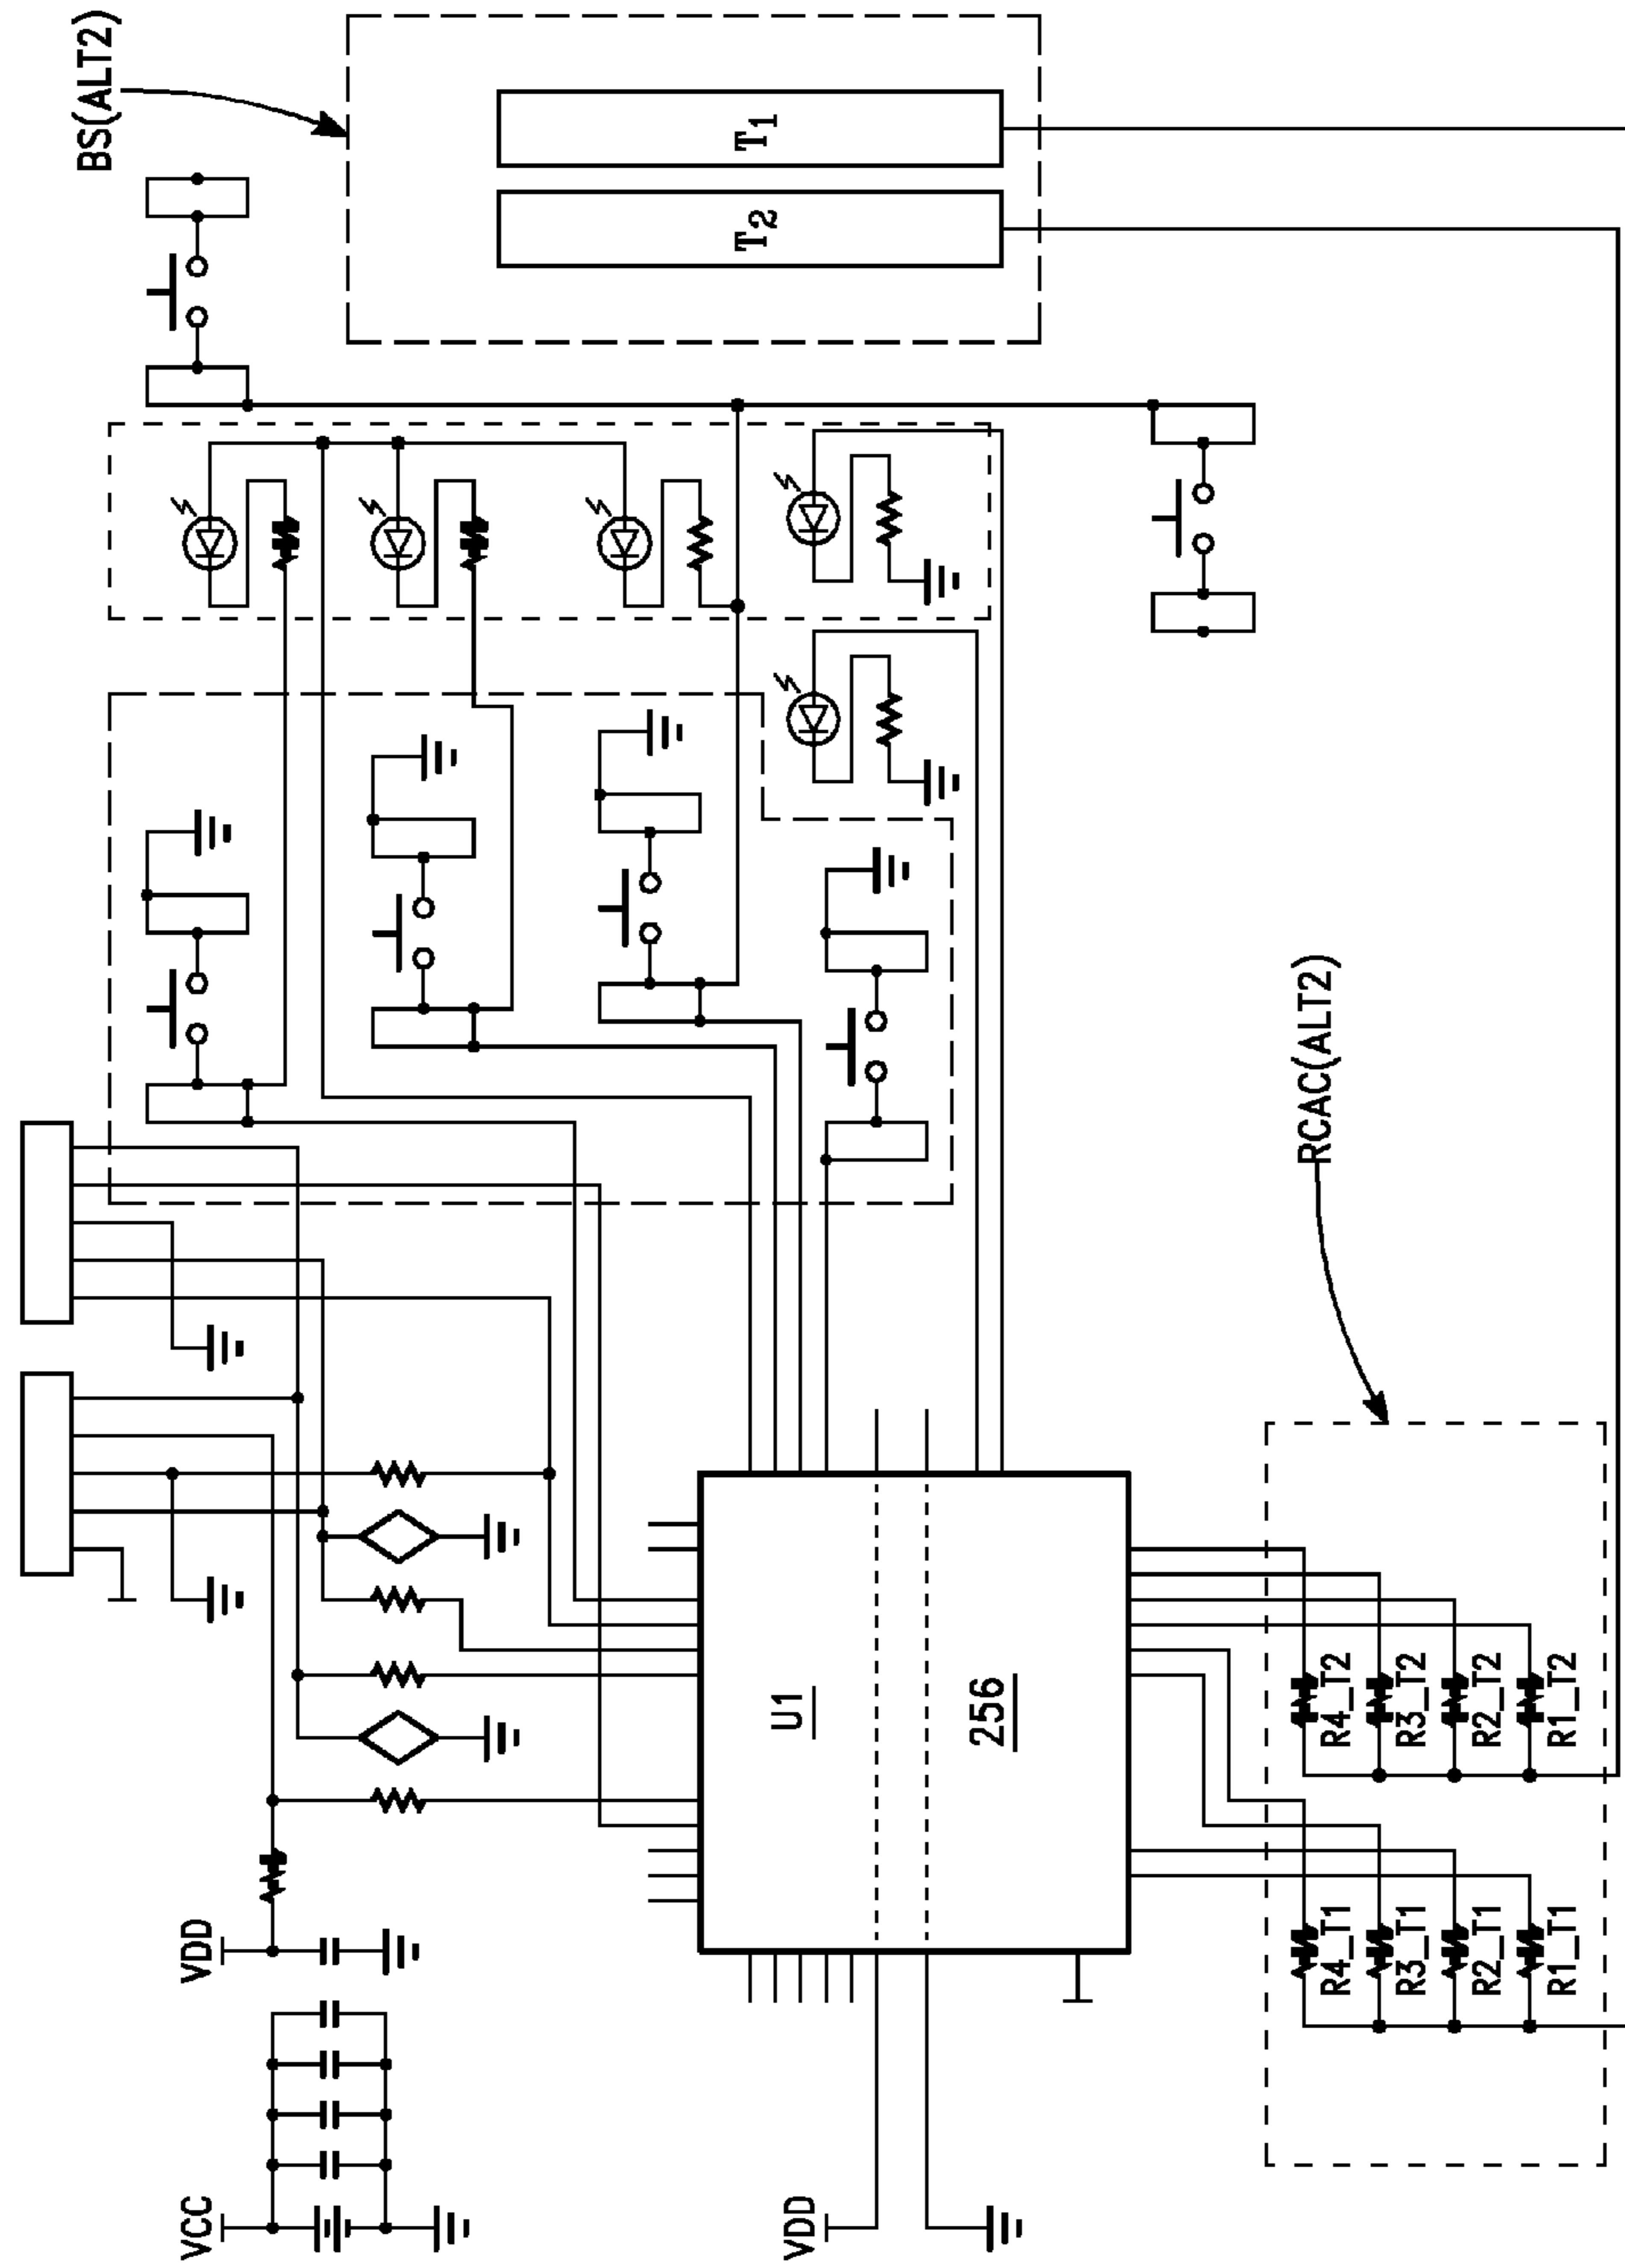 BS(ALT2)
T1
T2
RCAC(ALT2)
U1
256
R4_T2
R3_T2
R2_T2
R1_T2
R4_T1
R3_T1
R2_T1
R1_T1
VDD
VCC
VDD